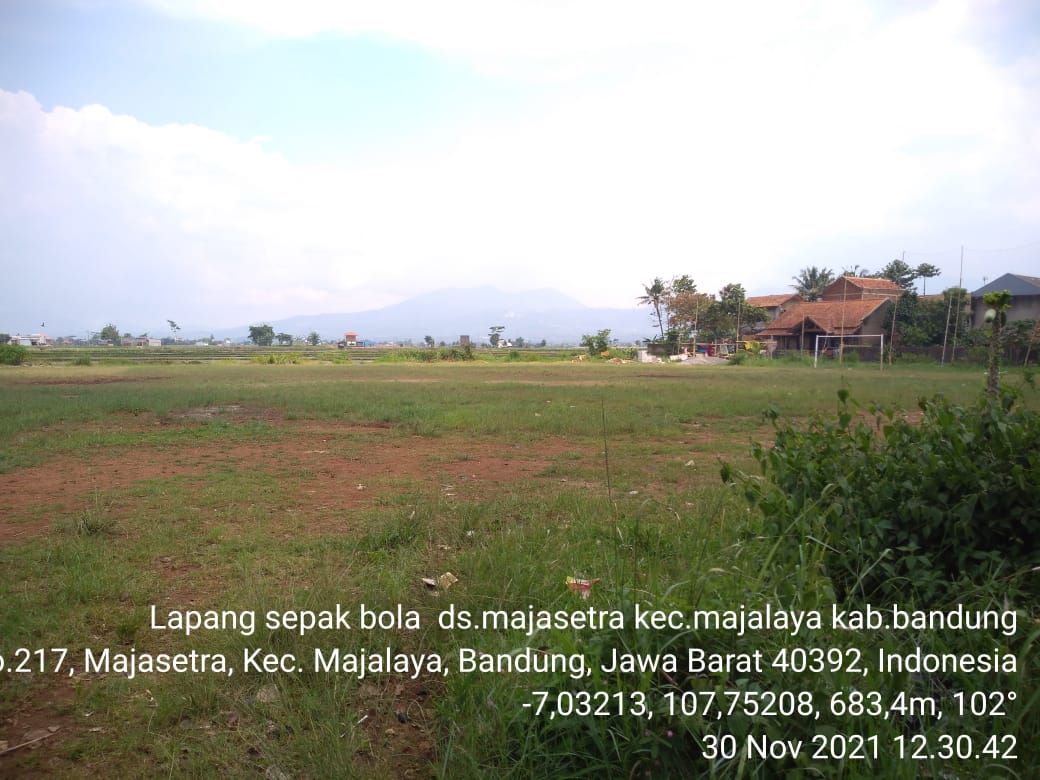 Lapang sepak bola ds.majasetra kec.majalaya kab.bandung
o.217, Majasetra, Kec. Majalaya, Bandung, Jawa Barat 40392, Indonesia
-7,03213, 107,75208, 683,4m, 102°
30 Nov 2021 12.30.42